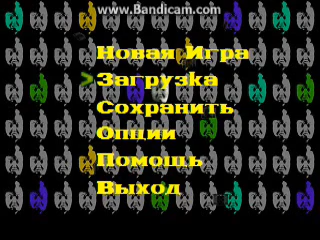 www.Bandicam.com
Новая Игра
Загрузка
Сохранить
Опции
Помощь
Выход